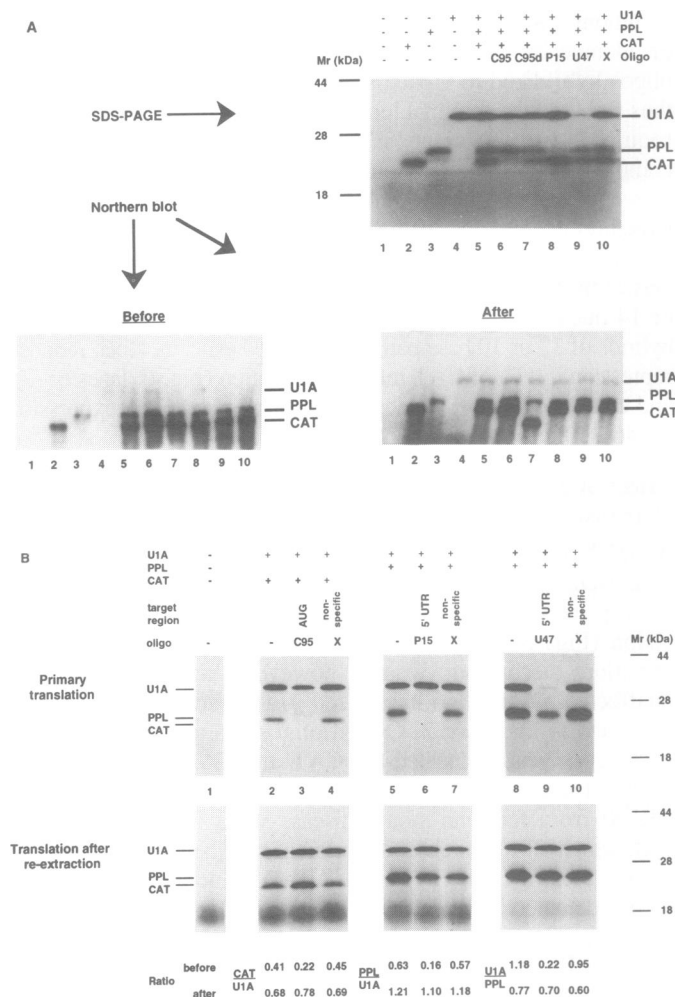 A
- - - + + + + + + + U1A
- - + - + + + + + + PPL
- + - - + + + + + + CAT
Mr (kDa) C95 C95d P15 U47 X Oligo
44
SDS-PAGE
U1A
28
PPL
CAT
18
Northern blot
1 2 3 4 5 6 7 8 9 10
Before After
U1A U1A
PPL PPL
CAT CAT
1 2 3 4 5 6 7 8 9 10 1 2 3 4 5 6 7 8 9 10
B
U1A - + + + + + + + + +
PPL - + + + + + +
CAT - + + +
target region AUG non-specific 5' UTR non-specific 5' UTR non-specific
oligo - - C95 X - P15 X - U47 X Mr (kDa)
44
Primary translation
U1A
28
PPL
CAT
18
1 2 3 4 5 6 7 8 9 10
44
Translation after re-extraction
U1A
28
PPL
CAT
18
before 0.41 0.22 0.45 0.63 0.16 0.57 1.18 0.22 0.95
Ratio CAT U1A PPL U1A U1A PPL
after 0.68 0.78 0.69 1.21 1.10 1.18 0.77 0.70 0.60